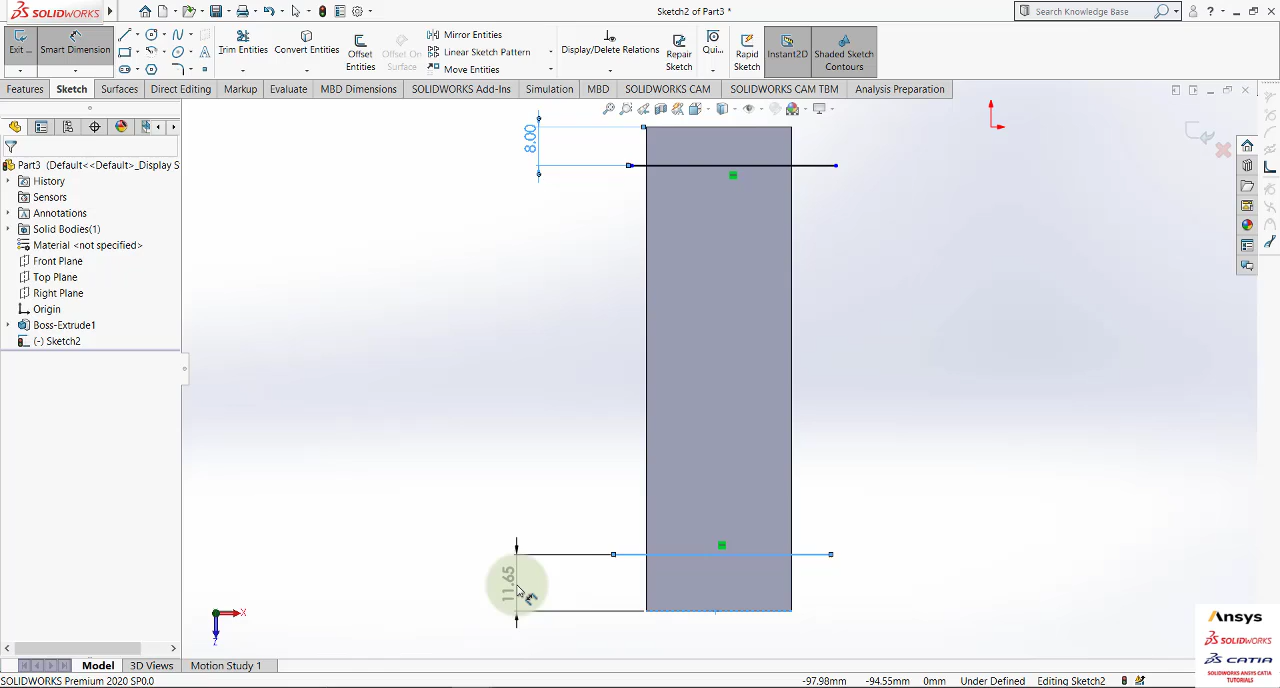 SOLIDWORKS
Sketch2 of Part3 *
Search Knowledge Base
?
Exit ...
Smart Dimension
Trim Entities
Convert Entities
Offset Entities
Offset On Surface
Mirror Entities
Linear Sketch Pattern
Move Entities
Display/Delete Relations
Repair Sketch
Qui...
Rapid Sketch
Instant2D
Shaded Sketch Contours
Features
Sketch
Surfaces
Direct Editing
Markup
Evaluate
MBD Dimensions
SOLIDWORKS Add-Ins
Simulation
MBD
SOLIDWORKS CAM
SOLIDWORKS CAM TBM
Analysis Preparation
Part3 (Default<<Default>_Display S
History
Sensors
Annotations
Solid Bodies(1)
Material <not specified>
Front Plane
Top Plane
Right Plane
Origin
Boss-Extrude1
(-) Sketch2
8.00
11.65
X
Z
Ansys
SOLIDWORKS
CATIA
SOLIDWORKS ANSYS CATIA
TUTORIALS
Model
3D Views
Motion Study 1
SOLIDWORKS Premium 2020 SP0.0
-97.98mm
-94.55mm
0mm
Under Defined
Editing Sketch2